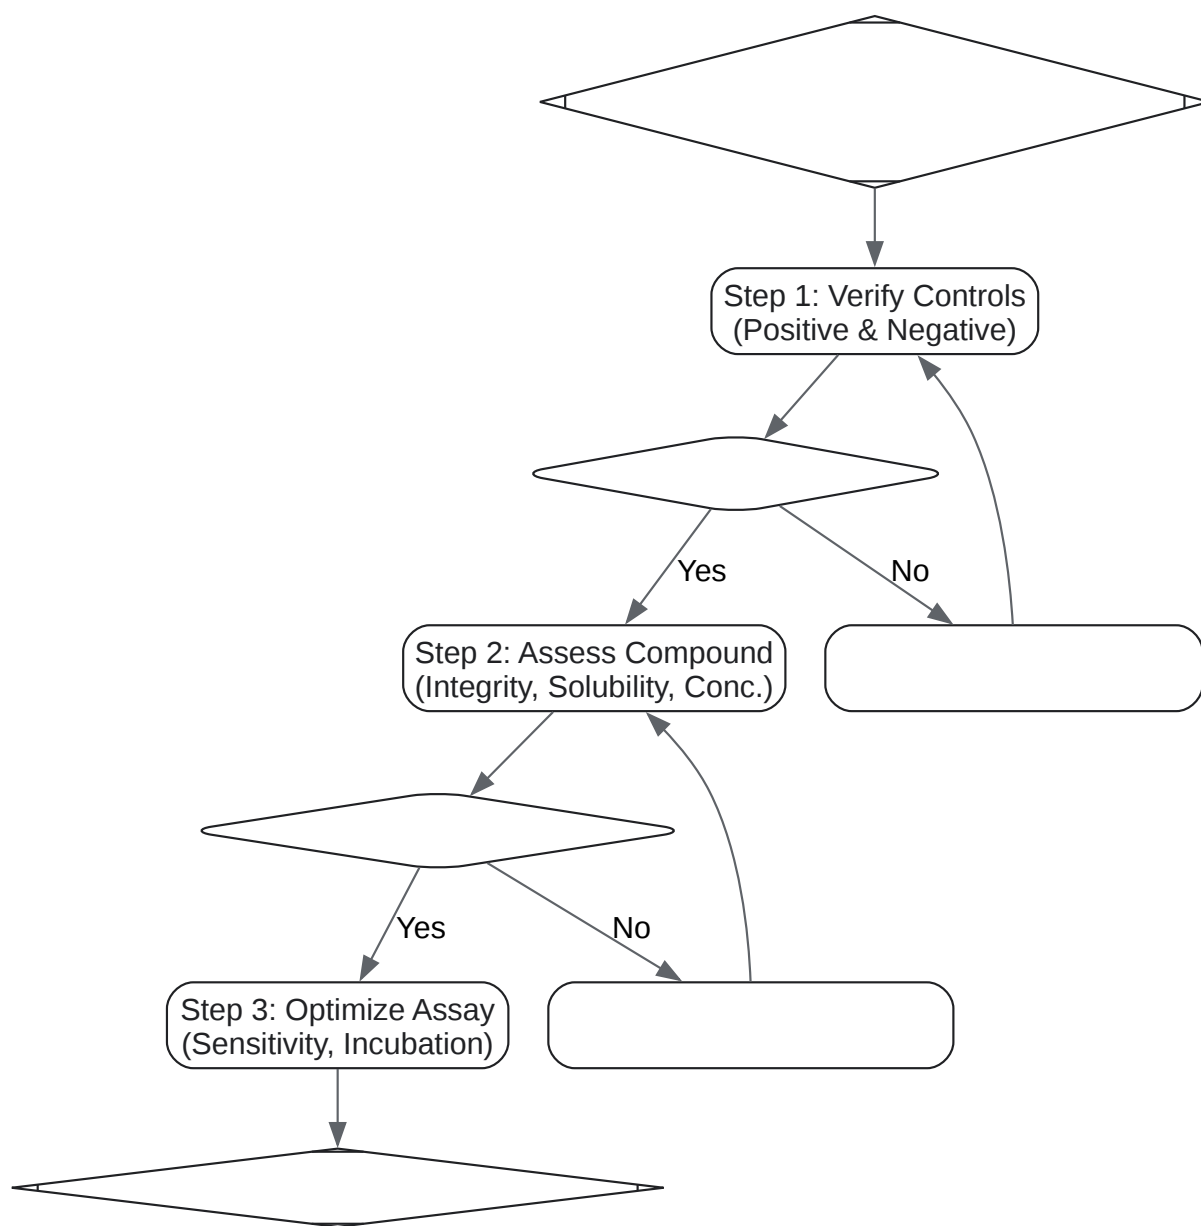 Step 1: Verify Controls
(Positive & Negative)
Yes
No
Step 2: Assess Compound
(Integrity, Solubility, Conc.)
Yes
No
Step 3: Optimize Assay
(Sensitivity, Incubation)